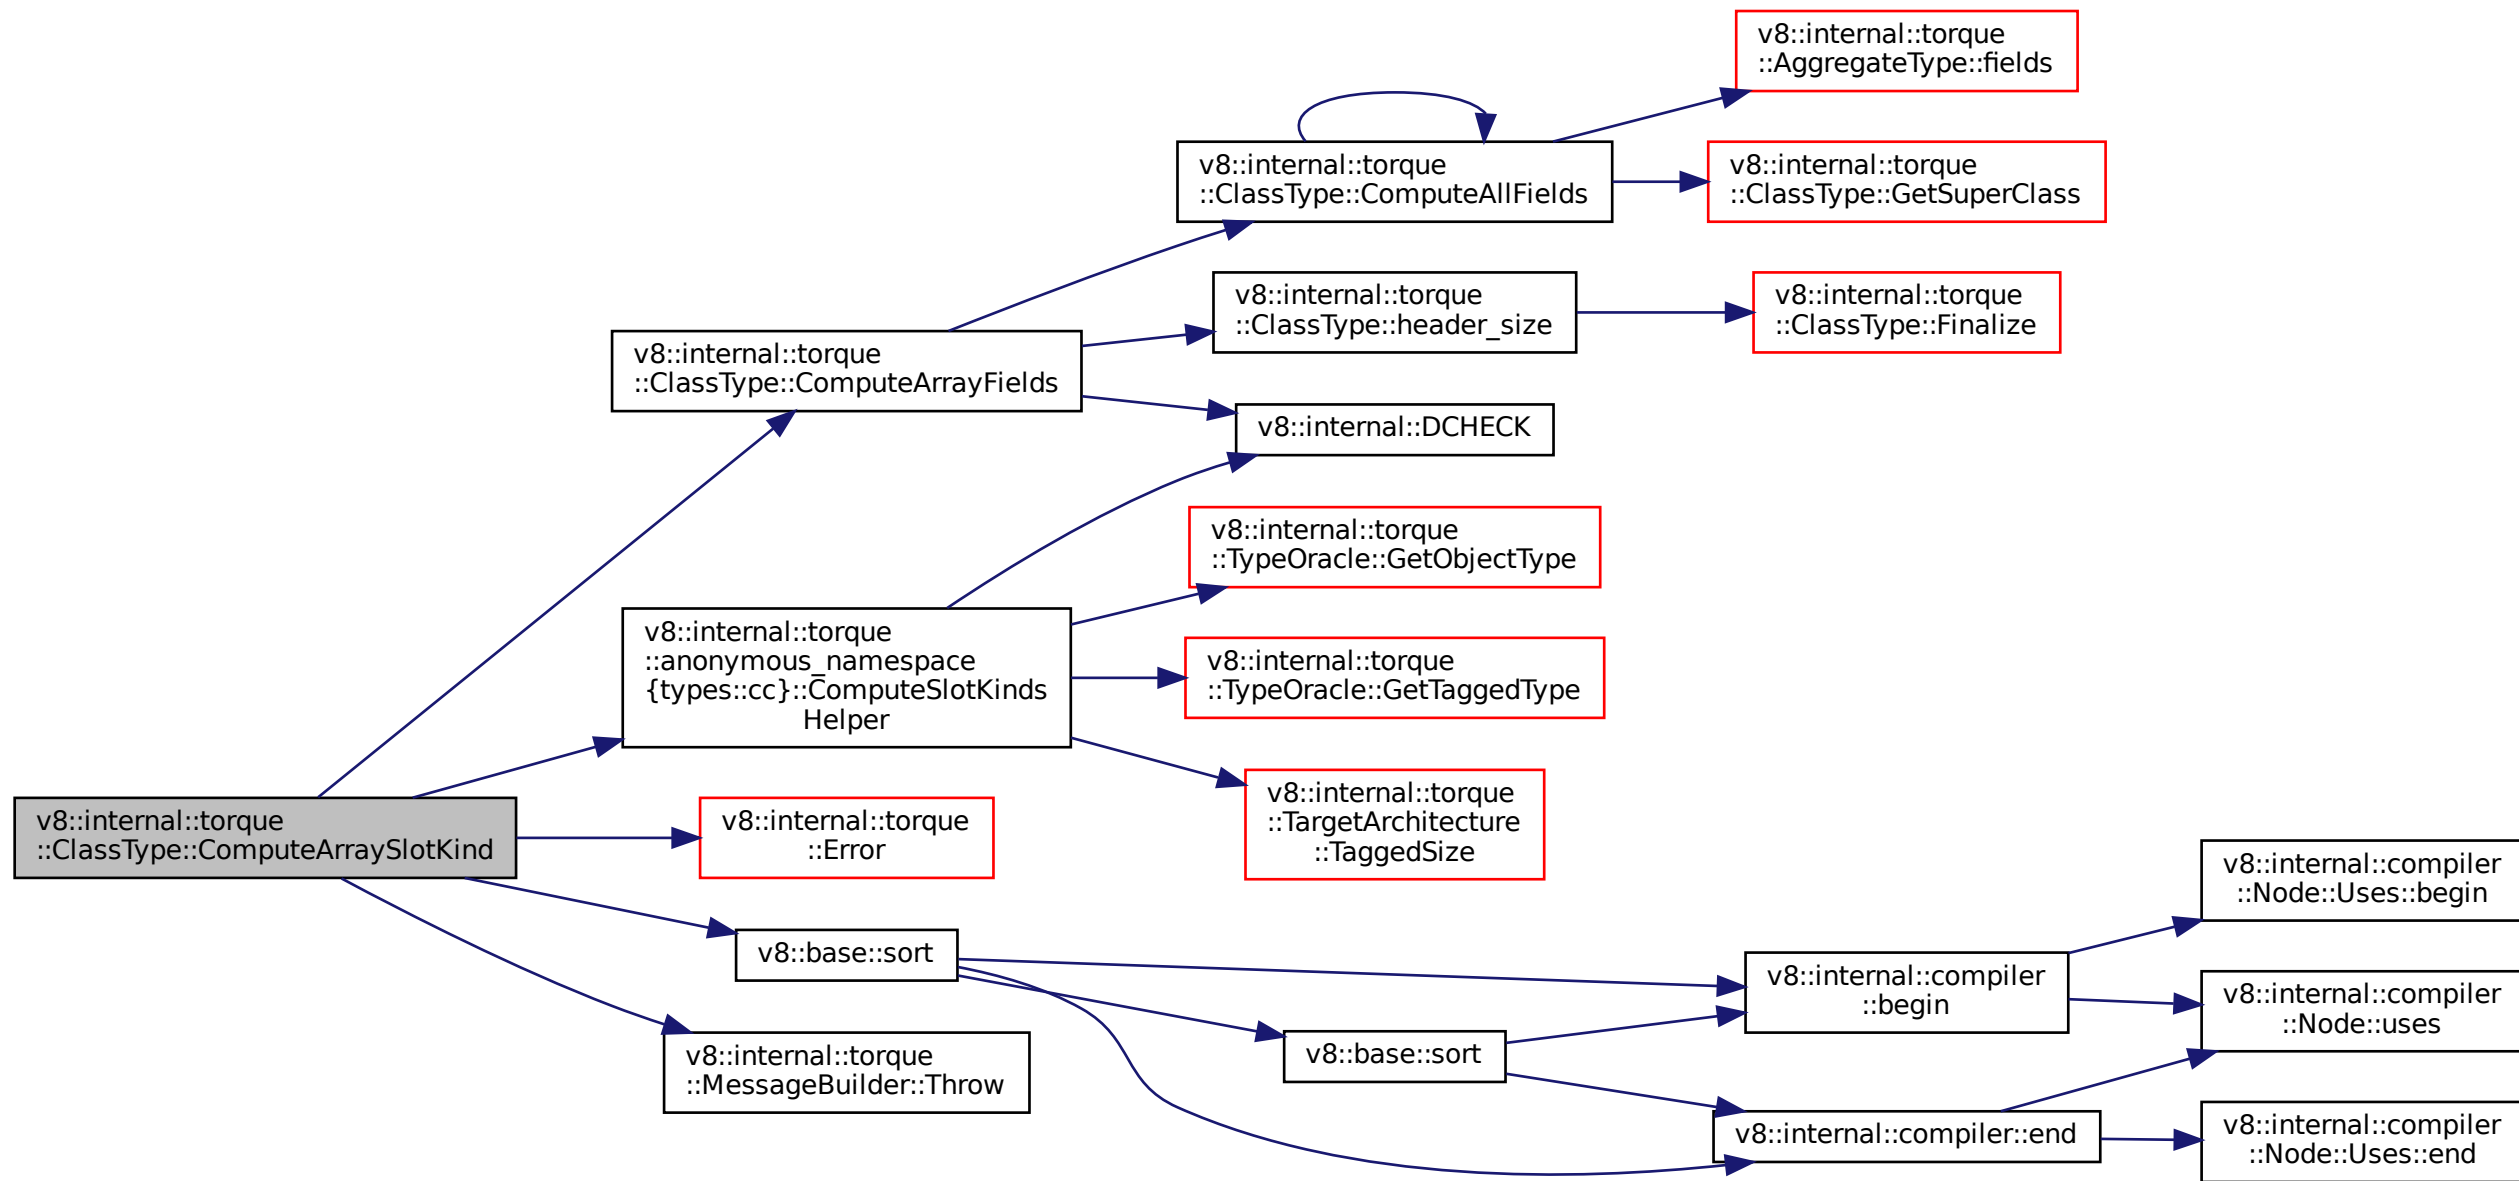 v8::internal::torque
::AggregateType::fields
v8::internal::torque
::ClassType::ComputeAllFields
v8::internal::torque
::ClassType::GetSuperClass
v8::internal::torque
::ClassType::header_size
v8::internal::torque
::ClassType::Finalize
v8::internal::torque
::ClassType::ComputeArrayFields
v8::internal::DCHECK
v8::internal::torque
::TypeOracle::GetObjectType
v8::internal::torque
::anonymous_namespace
{types::cc}::ComputeSlotKinds
Helper
v8::internal::torque
::TypeOracle::GetTaggedType
v8::internal::torque
::TargetArchitecture
::TaggedSize
v8::internal::torque
::ClassType::ComputeArraySlotKind
v8::internal::torque
::Error
v8::internal::compiler
::Node::Uses::begin
v8::base::sort
v8::internal::compiler
::begin
v8::internal::compiler
::Node::uses
v8::internal::torque
::MessageBuilder::Throw
v8::base::sort
v8::internal::compiler::end
v8::internal::compiler
::Node::Uses::end